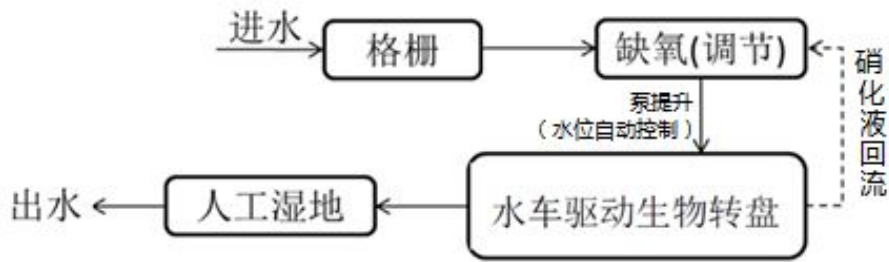 进水
格栅
缺氧(调节)
泵提升
（水位自动控制）
硝化液回流
水车驱动生物转盘
人工湿地
出水